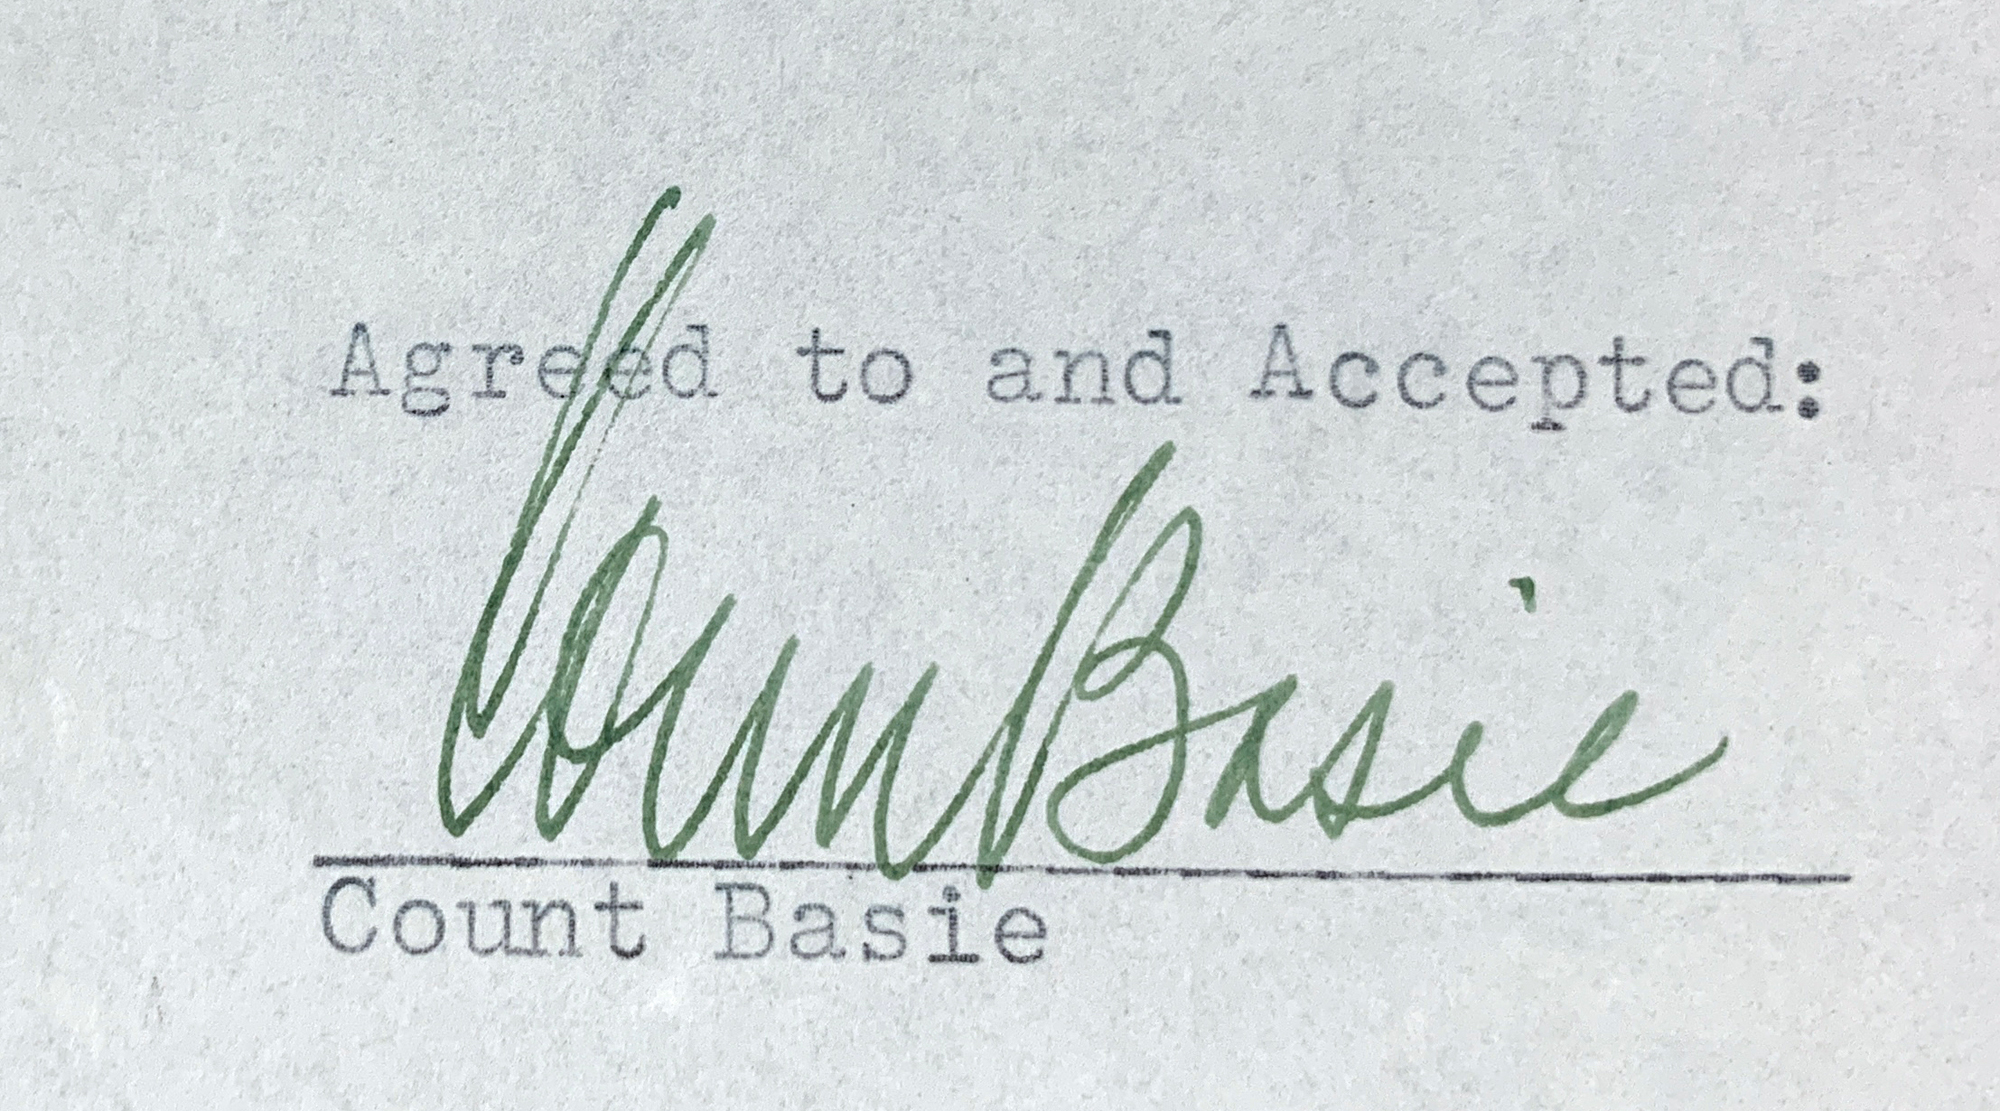 Agreed to and Accepted:
Count Basie
Count Basie